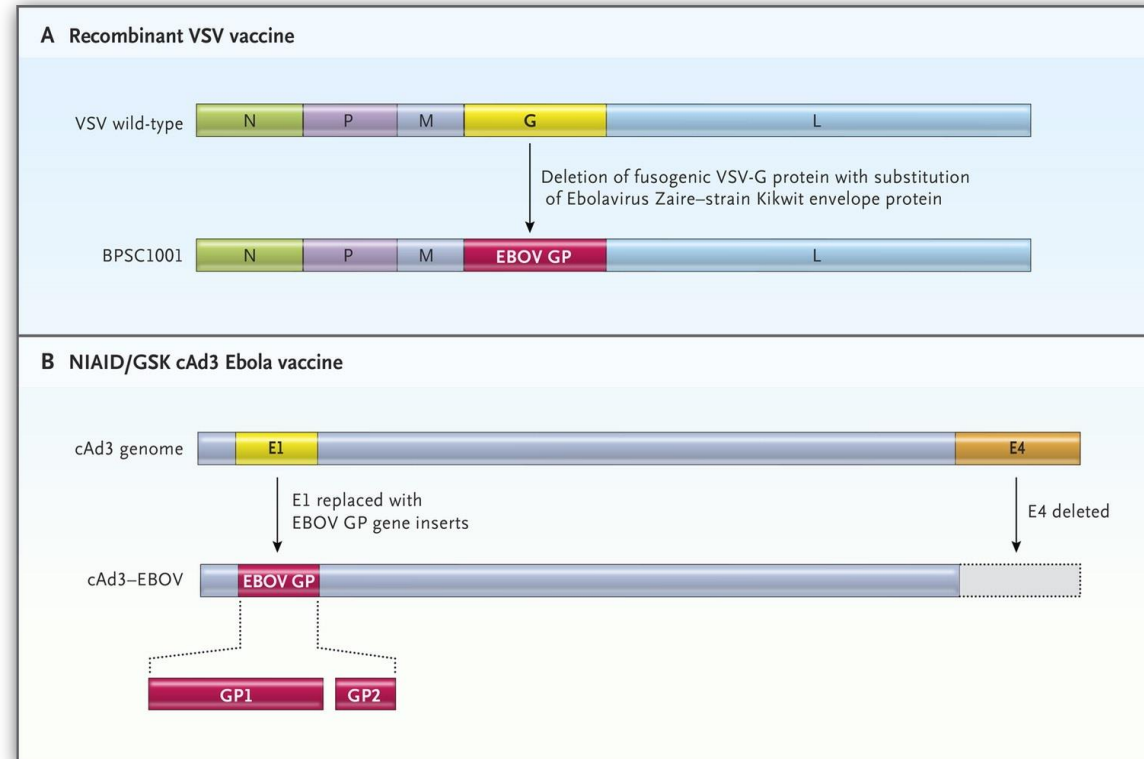 A Recombinant VSV vaccine
VSV wild-type
N P M G L
Deletion of fusogenic VSV-G protein with substitution
of Ebolavirus Zaire–strain Kikwit envelope protein
BPSC1001
N P M EBOV GP L
B NIAID/GSK cAd3 Ebola vaccine
cAd3 genome
E1 E4
E1 replaced with
EBOV GP gene inserts
E4 deleted
cAd3–EBOV
EBOV GP
GP1 GP2